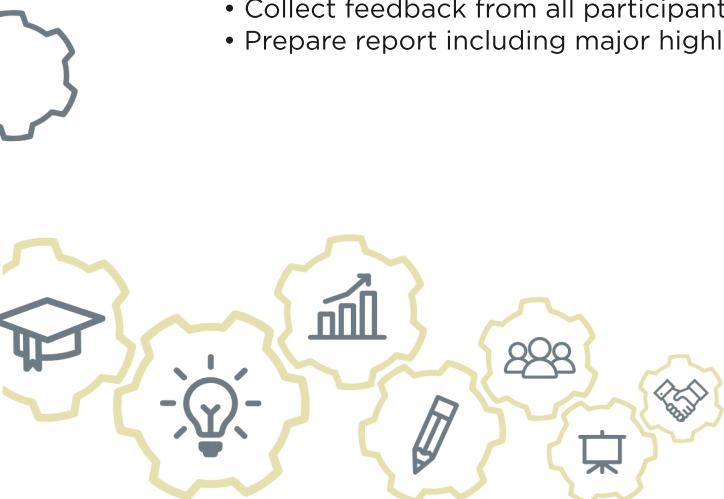 • Collect feedback from all participant
• Prepare report including major highl